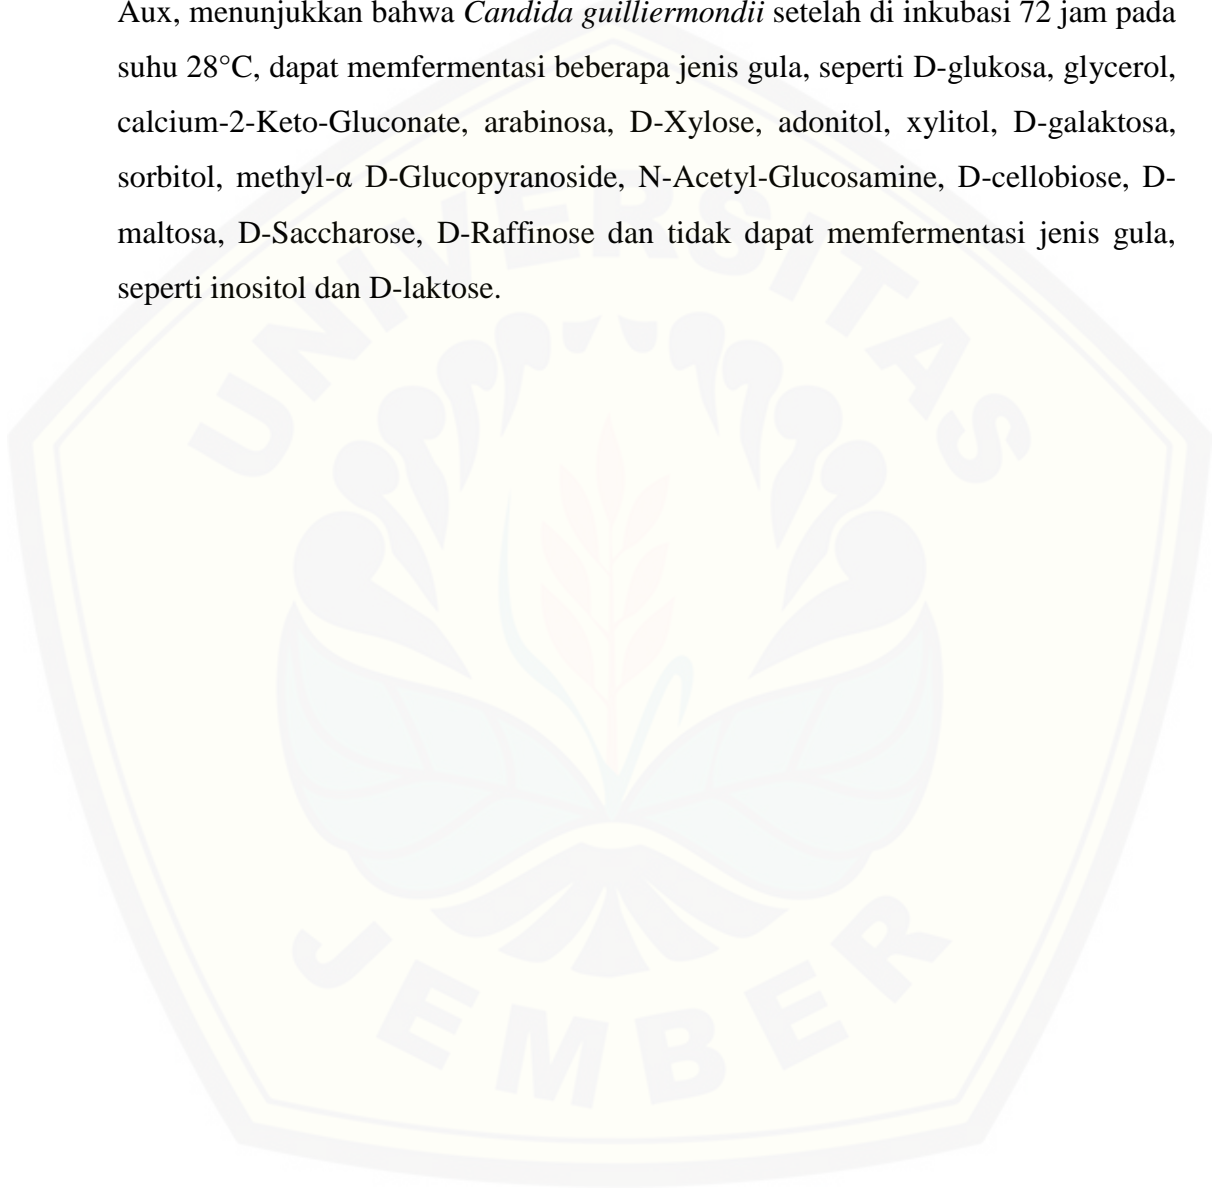 Aux, menunjukkan bahwa Candida guilliermondii setelah di inkubasi 72 jam pada
suhu 28°C, dapat memfermentasi beberapa jenis gula, seperti D-glukosa, glycerol,
calcium-2-Keto-Gluconate, arabinosa, D-Xylose, adonitol, xylitol, D-galaktosa,
sorbitol, methyl-α D-Glucopyranoside, N-Acetyl-Glucosamine, D-cellobiose, D-
maltosa, D-Saccharose, D-Raffinose dan tidak dapat memfermentasi jenis gula,
seperti inositol dan D-laktose.
UNIVERSITAS
JEMBER